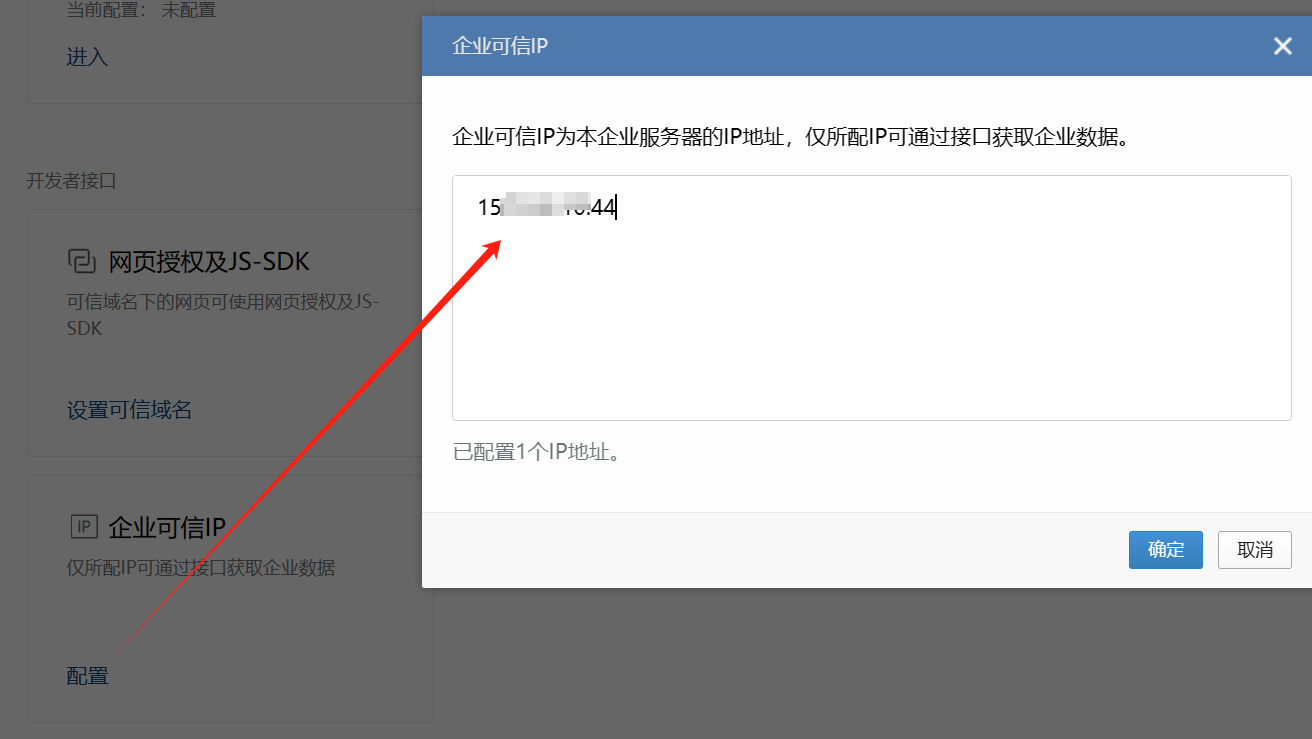 当前配置： 未配置
进入
开发者接口
网页授权及JS-SDK
可信域名下的网页可使用网页授权及JS-
SDK
设置可信域名
IP 企业可信IP
仅所配IP可通过接口获取企业数据
配置
企业可信IP
企业可信IP为本企业服务器的IP地址，仅所配IP可通过接口获取企业数据。
15 .44
已配置1个IP地址。
确定 取消